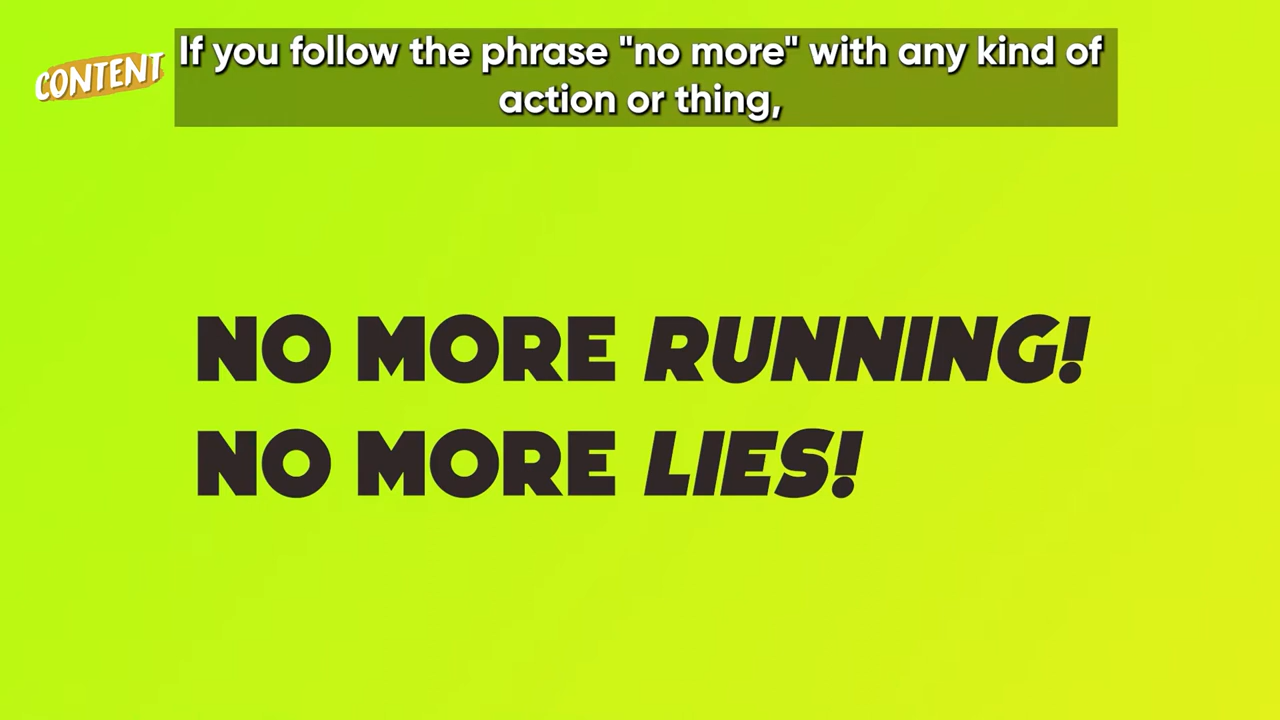 CONTENT
If you follow the phrase "no more" with any kind of
action or thing,
NO MORE RUNNING!
NO MORE LIES!